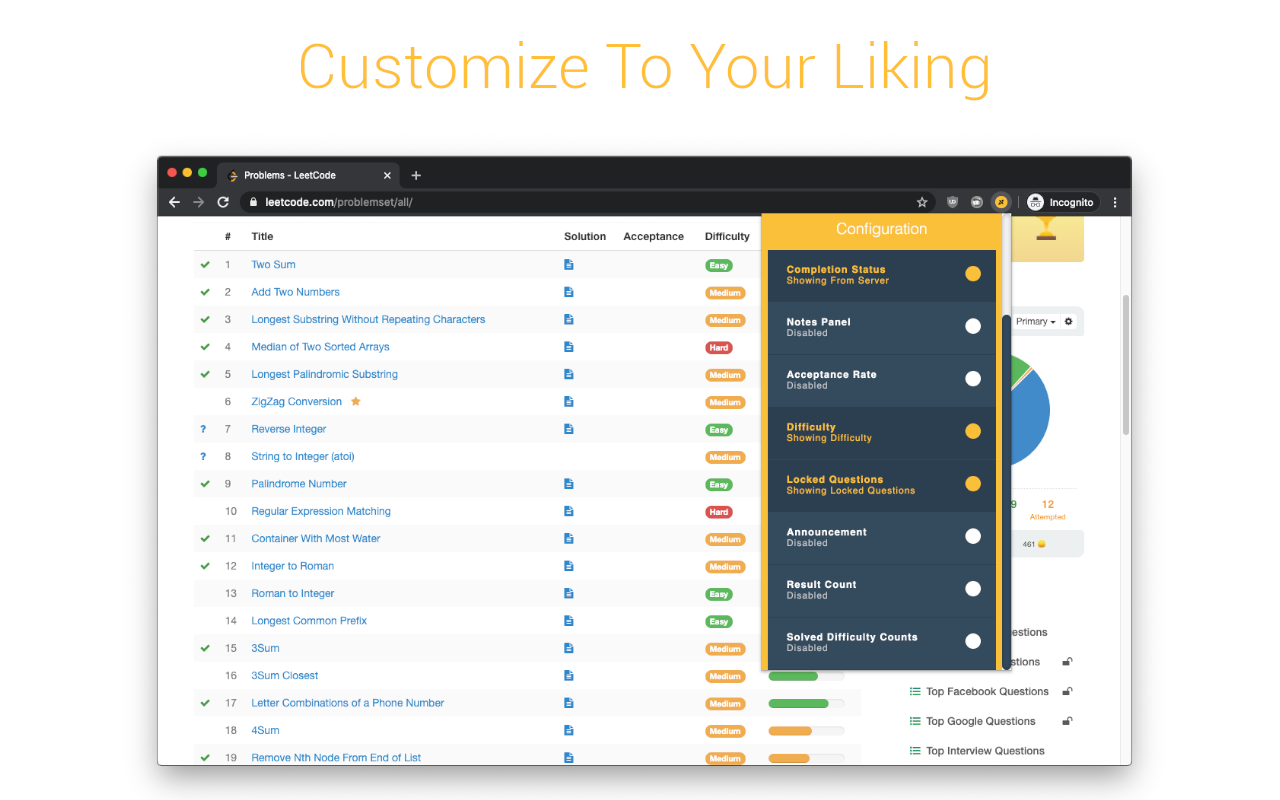 Customize To Your Liking
Problems - LeetCode
leetcode.com/problemset/all/
Incognito
# Title Solution Acceptance Difficulty
1 Two Sum Easy
2 Add Two Numbers Medium
3 Longest Substring Without Repeating Characters Medium
4 Median of Two Sorted Arrays Hard
5 Longest Palindromic Substring Medium
6 ZigZag Conversion Medium
? 7 Reverse Integer Easy
? 8 String to Integer (atoi) Medium
9 Palindrome Number Easy
10 Regular Expression Matching Hard
11 Container With Most Water Medium
12 Integer to Roman Medium
13 Roman to Integer Easy
14 Longest Common Prefix Easy
15 3Sum Medium
16 3Sum Closest Medium
17 Letter Combinations of a Phone Number Medium
18 4Sum Medium
19 Remove Nth Node From End of List Medium
Configuration
Completion Status
Showing From Server
Notes Panel
Disabled
Acceptance Rate
Disabled
Difficulty
Showing Difficulty
Locked Questions
Showing Locked Questions
Announcement
Disabled
Result Count
Disabled
Solved Difficulty Counts
Disabled
Primary
9 12
Attempted
461
estions
stions
Top Facebook Questions
Top Google Questions
Top Interview Questions